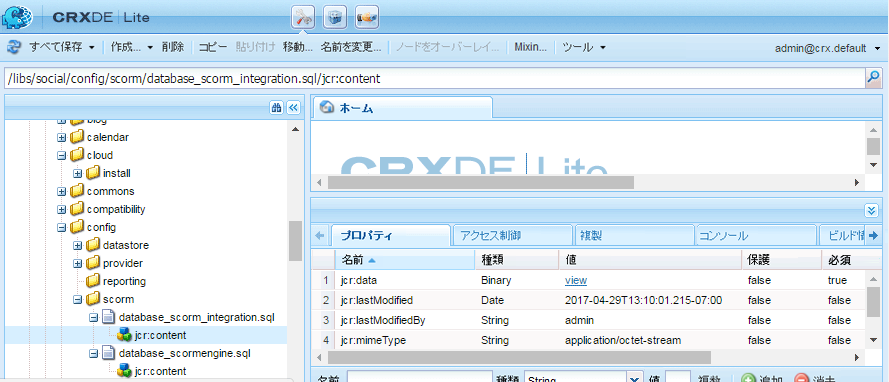 CRXDE | Lite
すべて保存 作成... 削除 コピー 貼り付け 移動... 名前を変更... ノードをオーバーレイ... Mixin... ツール admin@crx.default
/libs/social/config/scorm/database_scorm_integration.sql/jcr:content
blog
calendar
cloud
install
commons
compatibility
config
datastore
provider
reporting
scorm
database_scorm_integration.sql
jcr:content
database_scormengine.sql
jcr:content
ホーム
CRXDE | Lite
プロパティ アクセス制御 複製 コンソール ビルド情
名前 種類 値 保護 必須
1 jcr:data Binary view false true
2 jcr:lastModified Date 2017-04-29T13:10:01.215-07:00 false false
3 jcr:lastModifiedBy String admin false false
4 jcr:mimeType String application/octet-stream false false
名前 種類 String 値 複数 追加 消去